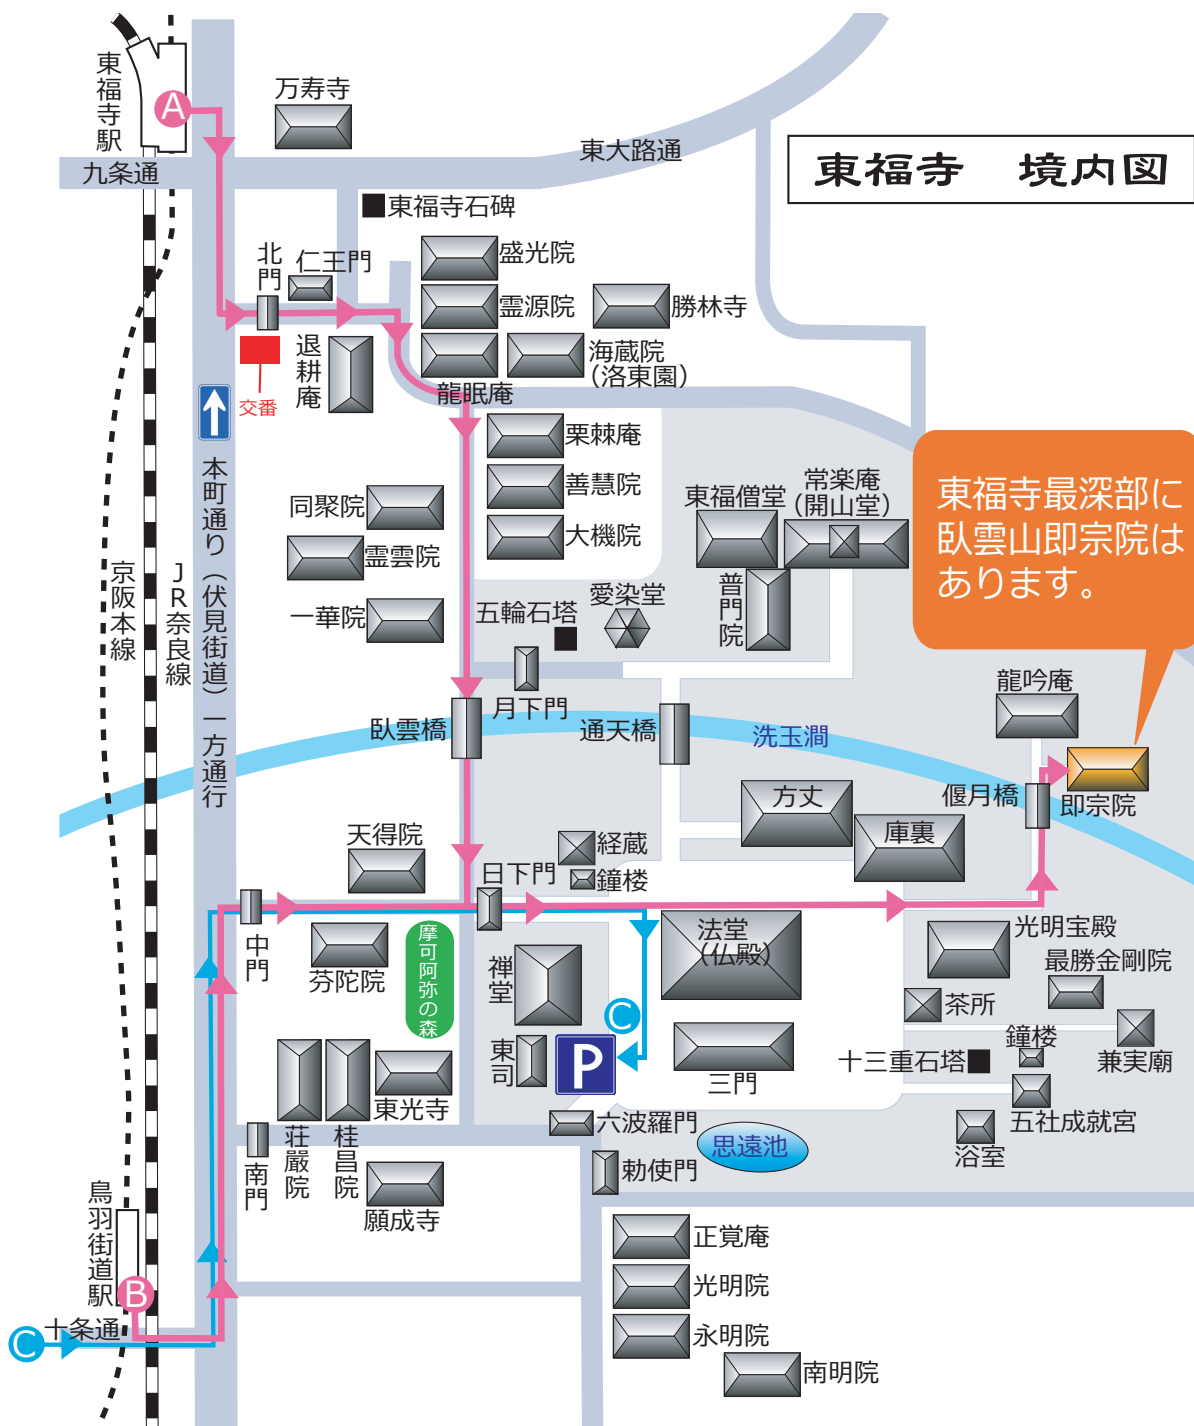 東福寺 境内図
東福寺駅
A
万寿寺
東大路通
九条通
東福寺石碑
北門
仁王門
盛光院
霊源院
勝林寺
退耕庵
海蔵院
(洛東園)
龍眠庵
交番
栗棘庵
善慧院
大機院
同聚院
霊雲院
一華院
東福僧堂
常楽庵
(開山堂)
普門院
愛染堂
五輪石塔
東福寺最深部に
臥雲山即宗院は
あります。
本町通り(伏見街道)一方通行
JR奈良線
京阪本線
月下門
臥雲橋
通天橋
洗玉澗
龍吟庵
偃月橋
即宗院
方丈
庫裏
天得院
経蔵
鐘楼
日下門
中門
芬陀院
摩可阿弥の森
禅堂
法堂
(仏殿)
光明宝殿
最勝金剛院
茶所
C
P
東司
三門
鐘楼
十三重石塔
兼実廟
五社成就宮
浴室
荘嚴院
桂昌院
東光寺
南門
六波羅門
思遠池
勅使門
願成寺
鳥羽街道駅
B
正覚庵
光明院
永明院
南明院
C
十条通